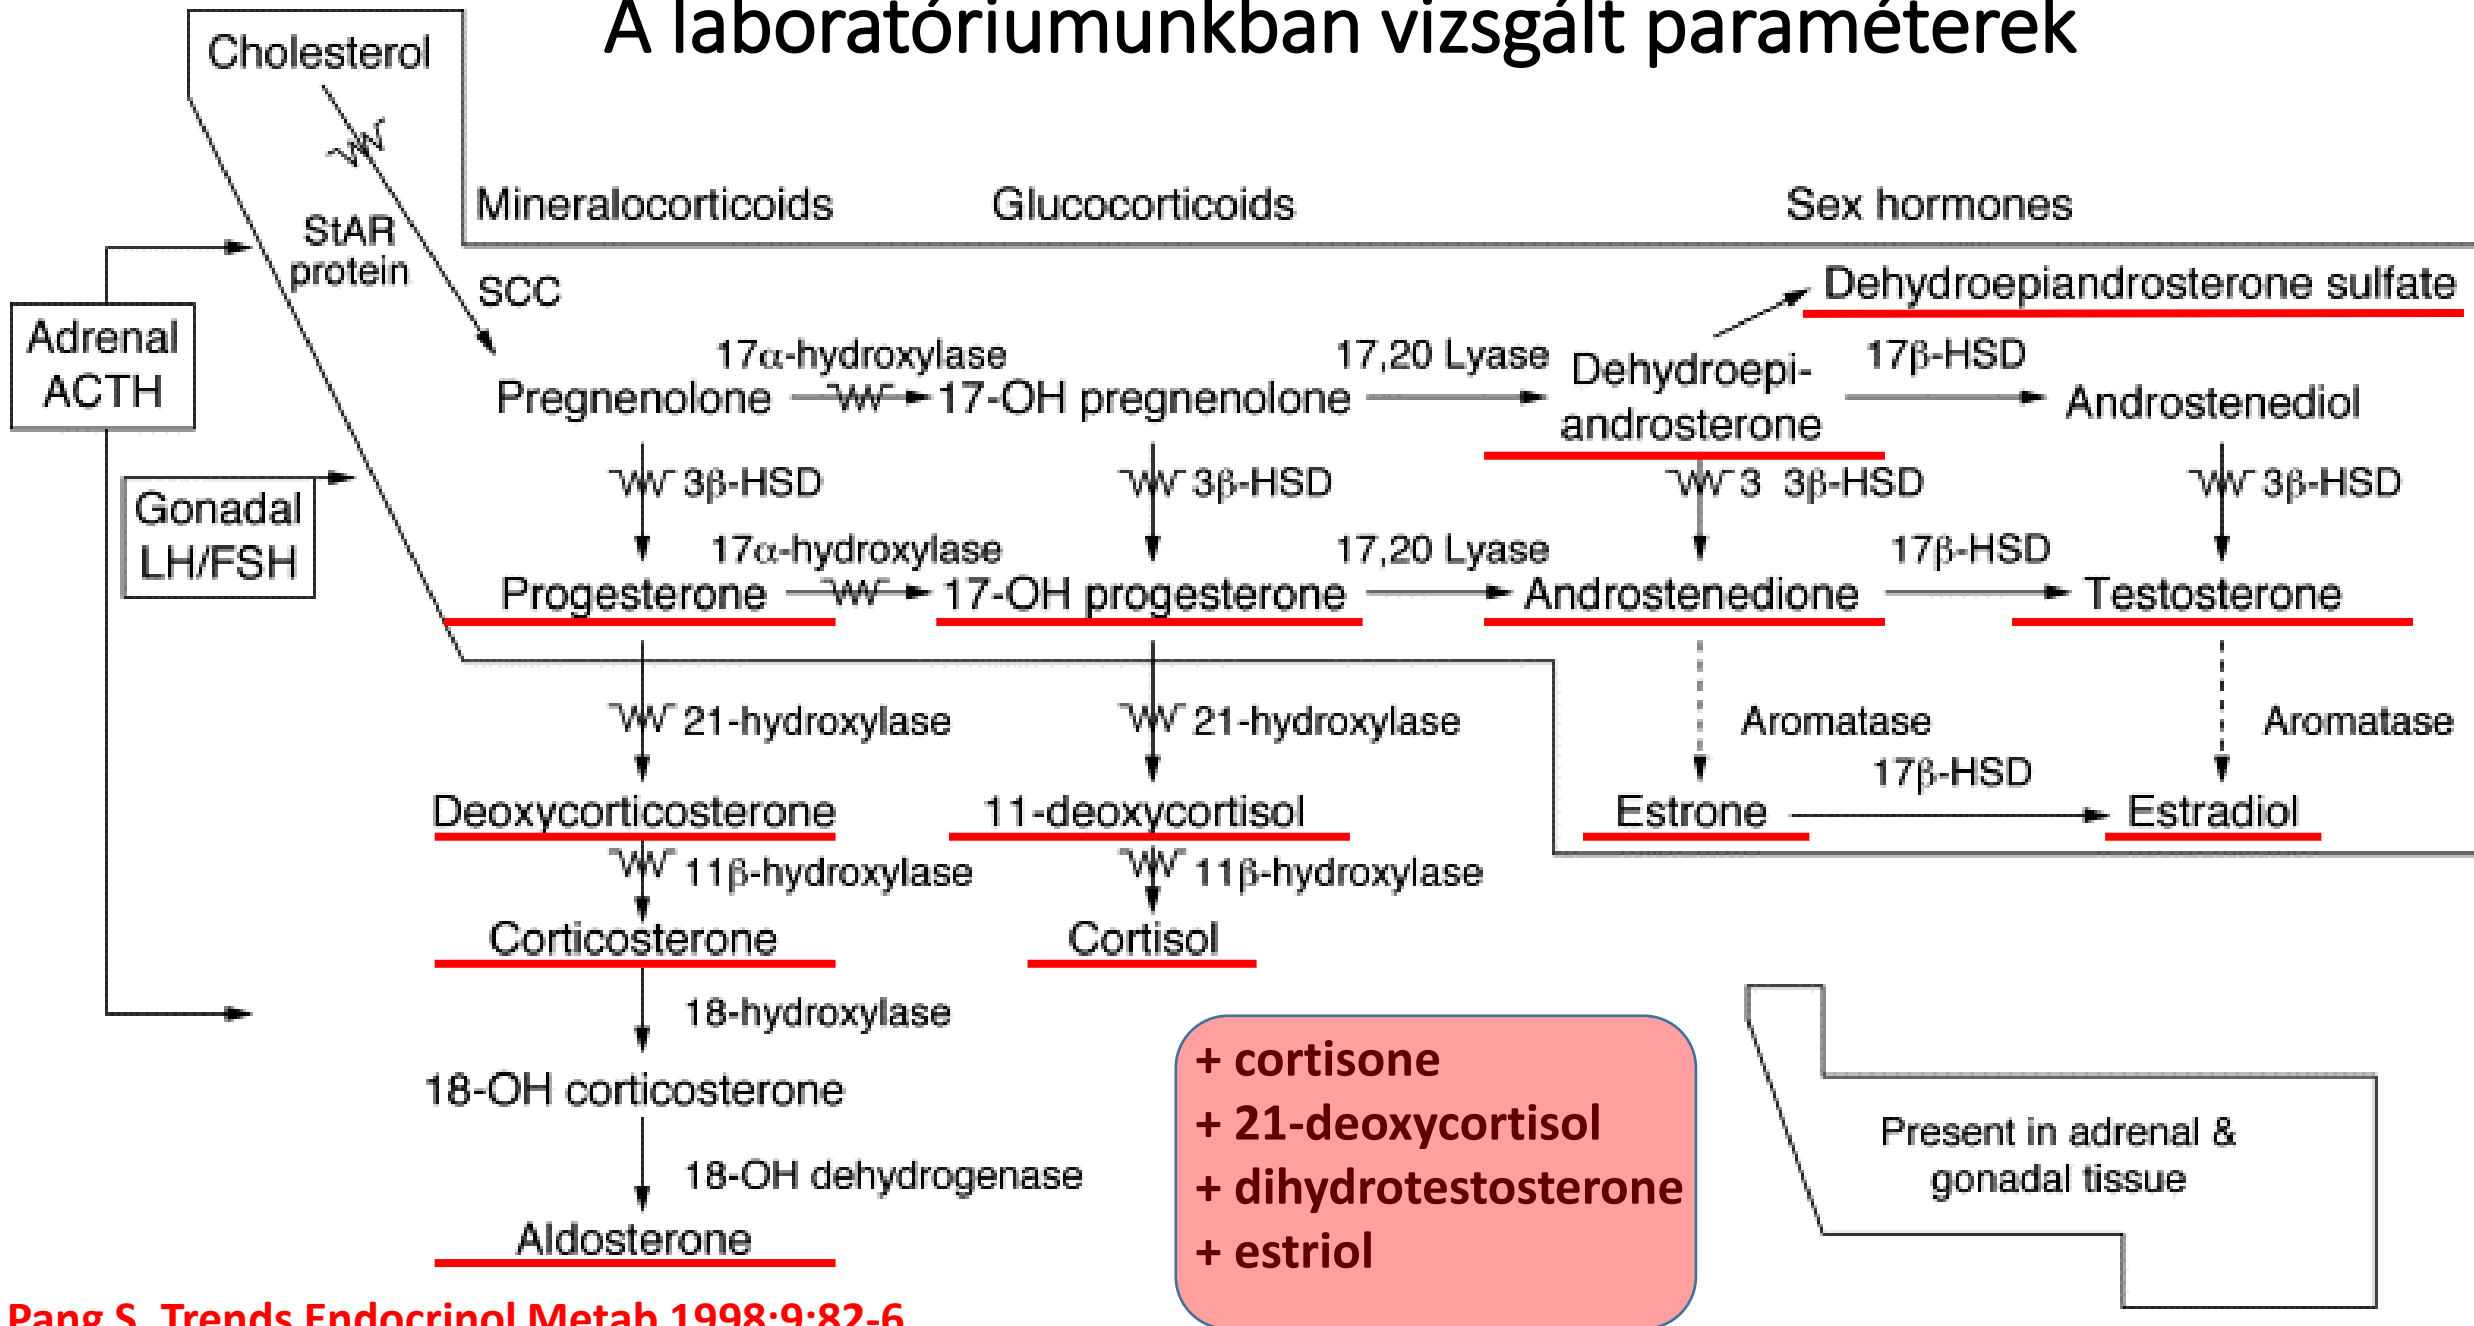 A laboratóriumunkban vizsgált paraméterek
Cholesterol
Mineralocorticoids
Glucocorticoids
Sex hormones
StAR
protein
SCC
Adrenal
ACTH
Gonadal
LH/FSH
Dehydroepiandrosterone sulfate
17α-hydroxylase
17,20 Lyase
17β-HSD
Pregnenolone
17-OH pregnenolone
Dehydroepi-
androsterone
Androstenediol
3β-HSD
3β-HSD
3 3β-HSD
3β-HSD
17α-hydroxylase
17,20 Lyase
17β-HSD
Progesterone
17-OH progesterone
Androstenedione
Testosterone
21-hydroxylase
21-hydroxylase
Aromatase
Aromatase
17β-HSD
Deoxycorticosterone
11-deoxycortisol
Estrone
Estradiol
11β-hydroxylase
11β-hydroxylase
Corticosterone
Cortisol
18-hydroxylase
18-OH corticosterone
18-OH dehydrogenase
Aldosterone
+ cortisone
+ 21-deoxycortisol
+ dihydrotestosterone
+ estriol
Present in adrenal &
gonadal tissue
Pang S. Trends Endocrinol Metab 1998;9:82-6